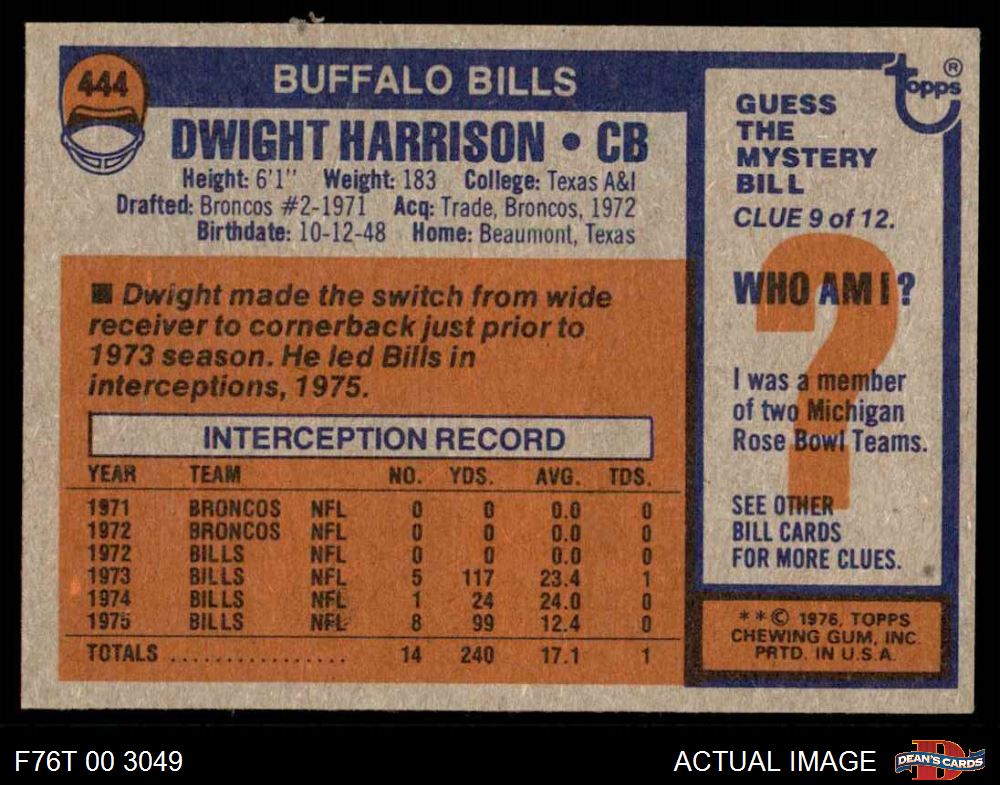 444
BUFFALO BILLS
DWIGHT HARRISON • CB
Height: 6'1" Weight: 183 College: Texas A&I
Drafted: Broncos #2-1971 Acq: Trade, Broncos, 1972
Birthdate: 10-12-48 Home: Beaumont, Texas
■ Dwight made the switch from wide
receiver to cornerback just prior to
1973 season. He led Bills in
interceptions, 1975.
INTERCEPTION RECORD
YEAR TEAM NO. YDS. AVG. TDS.
1971 BRONCOS NFL 0 0 0.0 0
1972 BRONCOS NFL 0 0 0.0 0
1972 BILLS NFL 0 0 0.0 0
1973 BILLS NFL 5 117 23.4 1
1974 BILLS NFL 1 24 24.0 0
1975 BILLS NFL 8 99 12.4 0
TOTALS .................. 14 240 17.1 1
topps ®
GUESS
THE
MYSTERY
BILL
CLUE 9 of 12.
?
WHO AM I?
I was a member
of two Michigan
Rose Bowl Teams.
SEE OTHER
BILL CARDS
FOR MORE CLUES.
**© 1976, TOPPS
CHEWING GUM, INC.
PRTD. IN U.S.A.
F76T 00 3049
ACTUAL IMAGE
D
DEAN'S CARDS